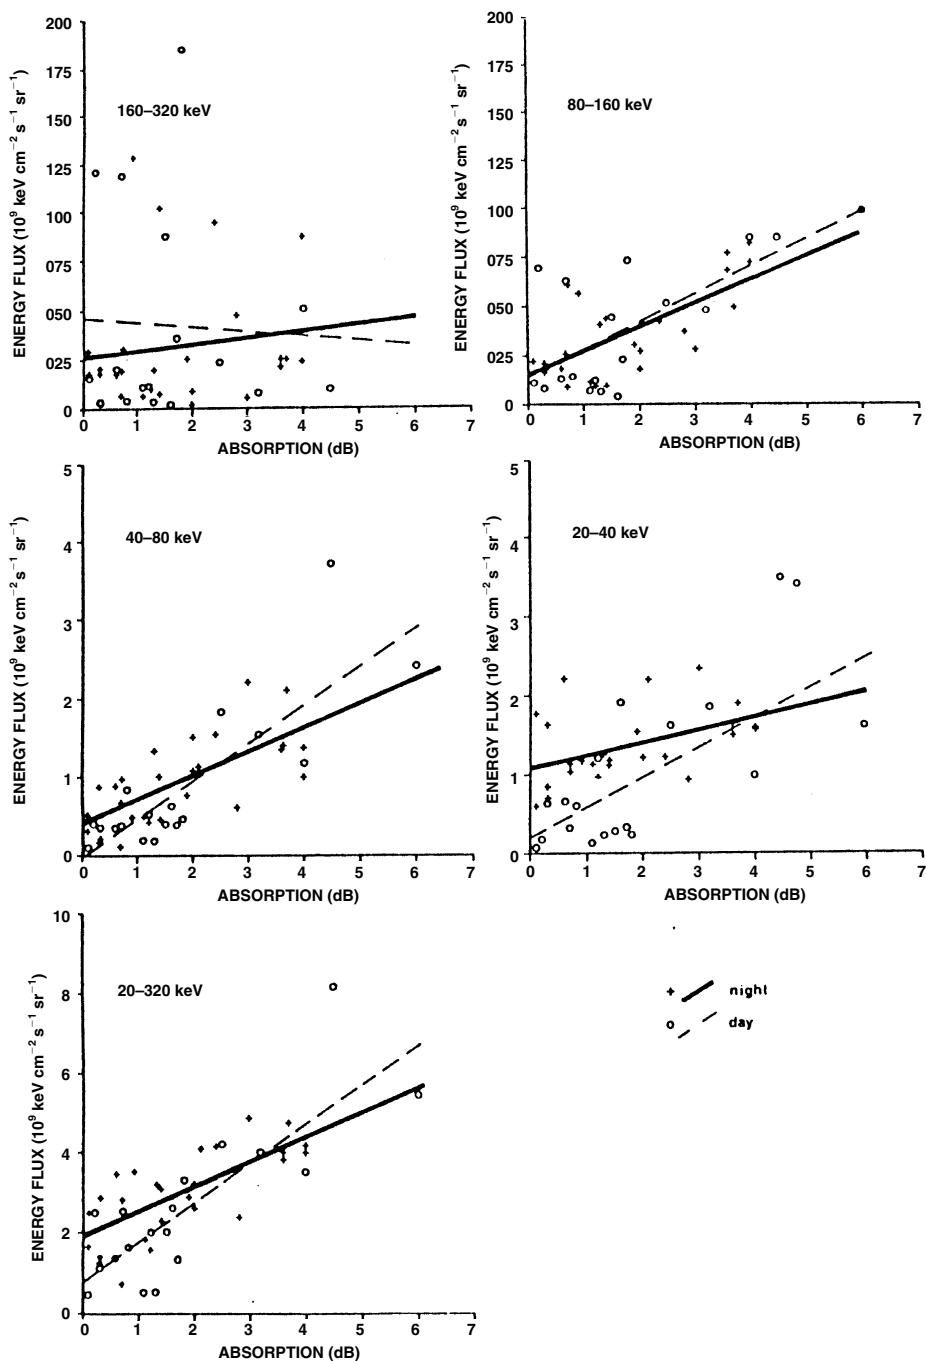 ENERGY FLUX (10⁹ keV cm⁻² s⁻¹ sr⁻¹)
200
175
150
125
100
075
050
025
0
160–320 keV
0 1 2 3 4 5 6 7
ABSORPTION (dB)
ENERGY FLUX (10⁹ keV cm⁻² s⁻¹ sr⁻¹)
200
175
150
125
100
075
050
025
0
80–160 keV
0 1 2 3 4 5 6 7
ABSORPTION (dB)
ENERGY FLUX (10⁹ keV cm⁻² s⁻¹ sr⁻¹)
5
4
3
2
1
0
40–80 keV
0 1 2 3 4 5 6 7
ABSORPTION (dB)
ENERGY FLUX (10⁹ keV cm⁻² s⁻¹ sr⁻¹)
5
4
3
2
1
0
20–40 keV
0 1 2 3 4 5 6 7
ABSORPTION (dB)
ENERGY FLUX (10⁹ keV cm⁻² s⁻¹ sr⁻¹)
10
8
6
4
2
0
20–320 keV
0 1 2 3 4 5 6 7
ABSORPTION (dB)
night
day